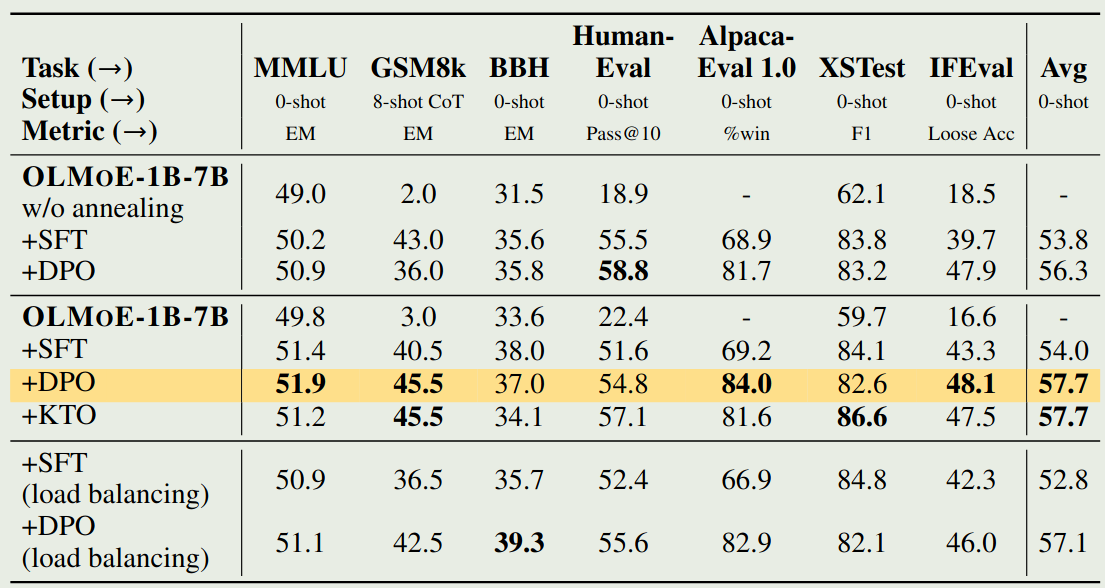 Human- Alpaca-
Task (→) MMLU GSM8k BBH Eval Eval 1.0 XSTest IFEval Avg
Setup (→) 0-shot 8-shot CoT 0-shot 0-shot 0-shot 0-shot 0-shot 0-shot
Metric (→) EM EM EM Pass@10 %win F1 Loose Acc
OLMOE-1B-7B
w/o annealing 49.0 2.0 31.5 18.9 - 62.1 18.5 -
+SFT 50.2 43.0 35.6 55.5 68.9 83.8 39.7 53.8
+DPO 50.9 36.0 35.8 58.8 81.7 83.2 47.9 56.3
OLMOE-1B-7B 49.8 3.0 33.6 22.4 - 59.7 16.6 -
+SFT 51.4 40.5 38.0 51.6 69.2 84.1 43.3 54.0
+DPO 51.9 45.5 37.0 54.8 84.0 82.6 48.1 57.7
+KTO 51.2 45.5 34.1 57.1 81.6 86.6 47.5 57.7
+SFT
(load balancing) 50.9 36.5 35.7 52.4 66.9 84.8 42.3 52.8
+DPO
(load balancing) 51.1 42.5 39.3 55.6 82.9 82.1 46.0 57.1